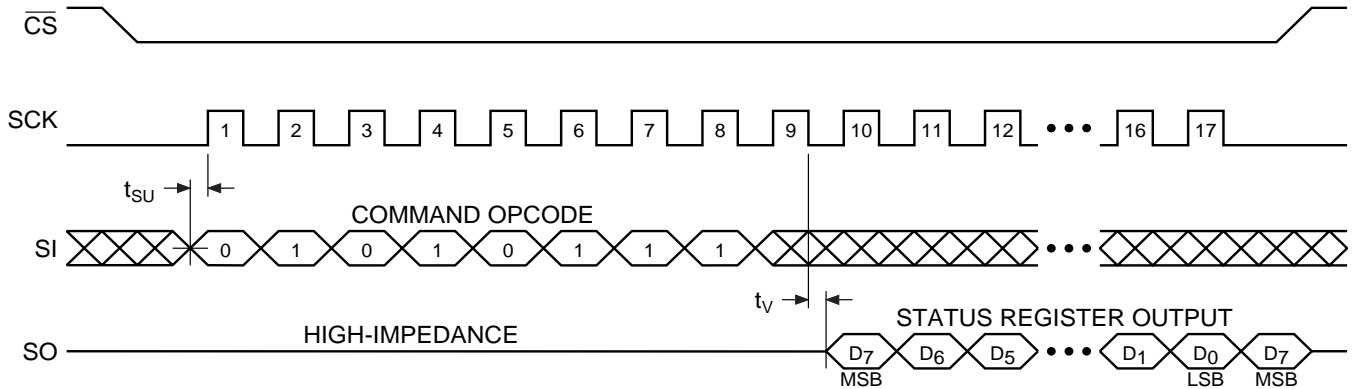 CS
SCK 1 2 3 4 5 6 7 8 9 10 11 12 ••• 16 17
tSU
COMMAND OPCODE
SI 0 1 0 1 0 1 1 1 •••
tV
HIGH-IMPEDANCE
STATUS REGISTER OUTPUT
SO D7 D6 D5 ••• D1 D0 D7
MSB LSB MSB